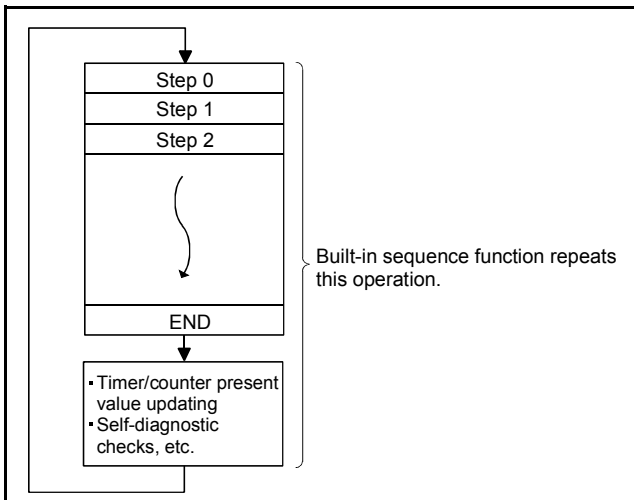 Step 0
Step 1
Step 2
END
▪ Timer/counter present
value updating
▪ Self-diagnostic
checks, etc.
Built-in sequence function repeats
this operation.